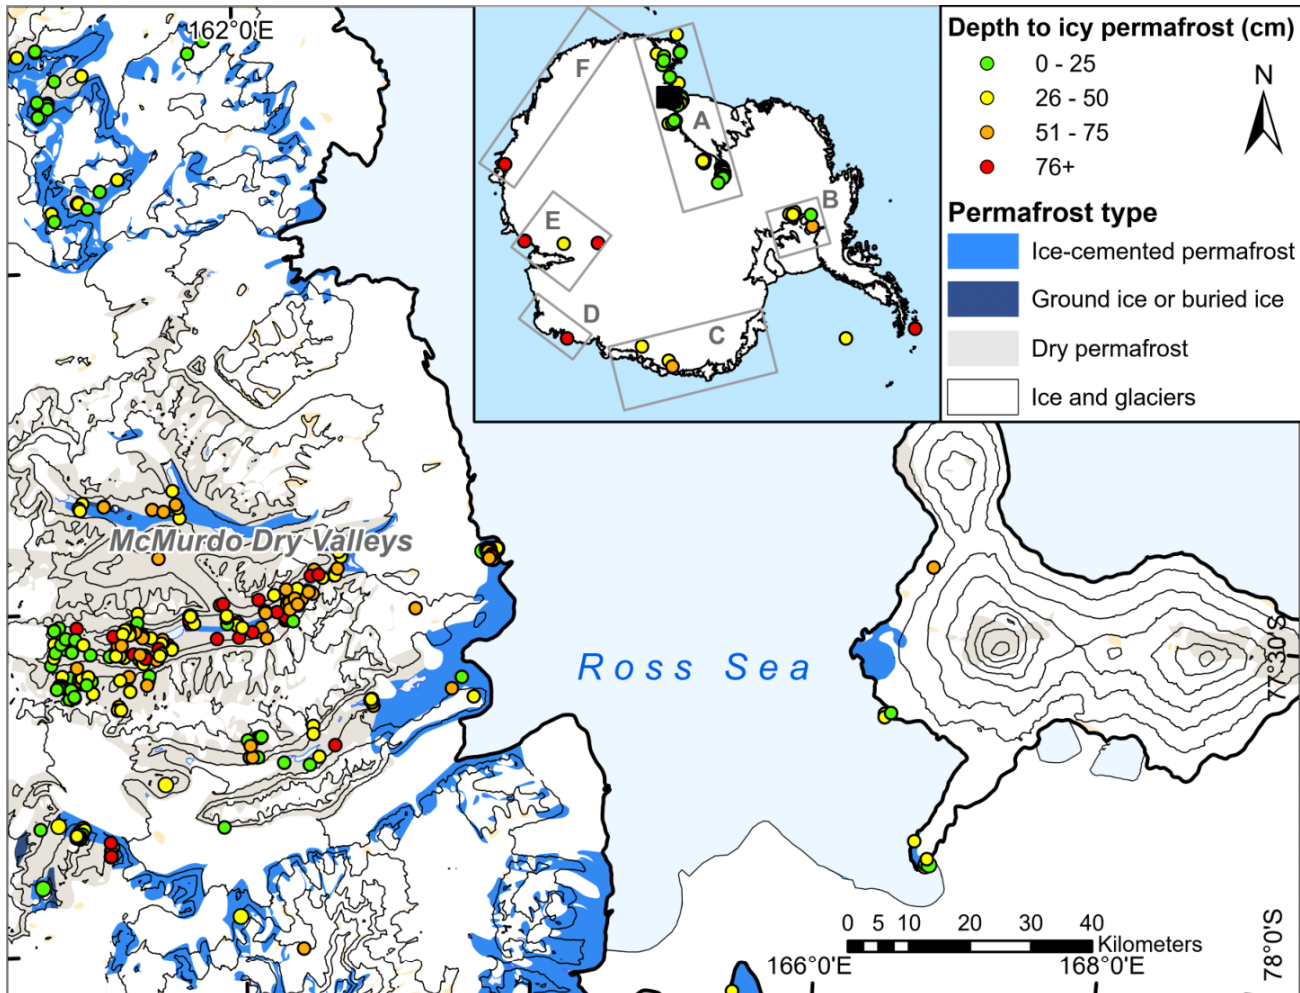 162°0'E
F
A
B
E
D
C
Depth to icy permafrost (cm)
0 - 25
26 - 50
51 - 75
76+
N
Permafrost type
Ice-cemented permafrost
Ground ice or buried ice
Dry permafrost
Ice and glaciers
McMurdo Dry Valleys
Ross Sea
77°30'S
0 5 10 20 30 40
Kilometers
166°0'E
168°0'E
78°0'S